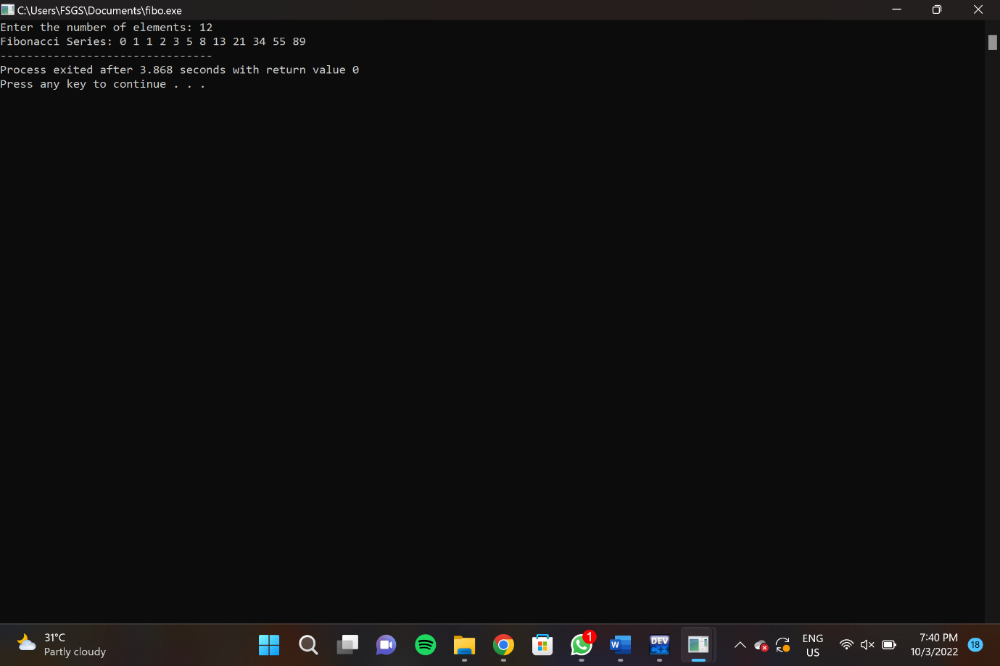 C:\Users\FSGS\Documents\fibo.exe
Enter the number of elements: 12
Fibonacci Series: 0 1 1 2 3 5 8 13 21 34 55 89
--------------------------------
Process exited after 3.868 seconds with return value 0
Press any key to continue . . .
31°C
Partly cloudy
1
W
DEV
C++
ENG
US
7:40 PM
10/3/2022
18